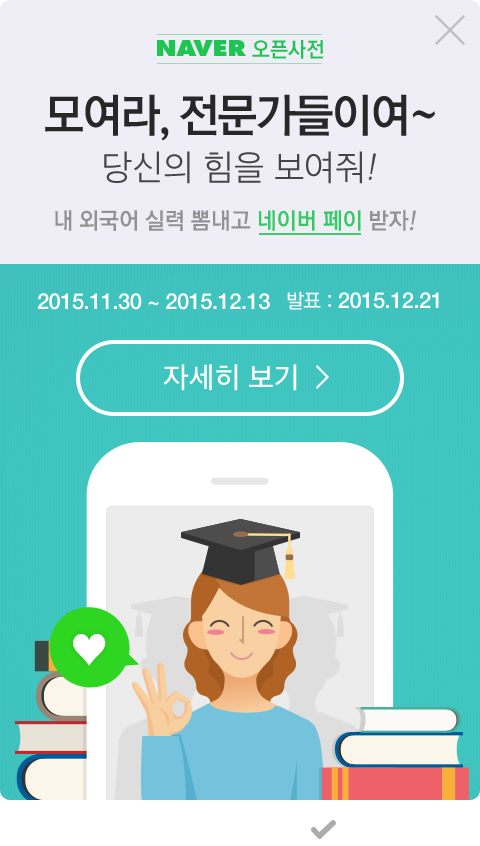 NAVER 오픈사전
모여라, 전문가들이여~
당신의 힘을 보여줘!
내 외국어 실력 뽐내고 네이버 페이 받자!
2015.11.30 ~ 2015.12.13 발표 : 2015.12.21
자세히 보기 >